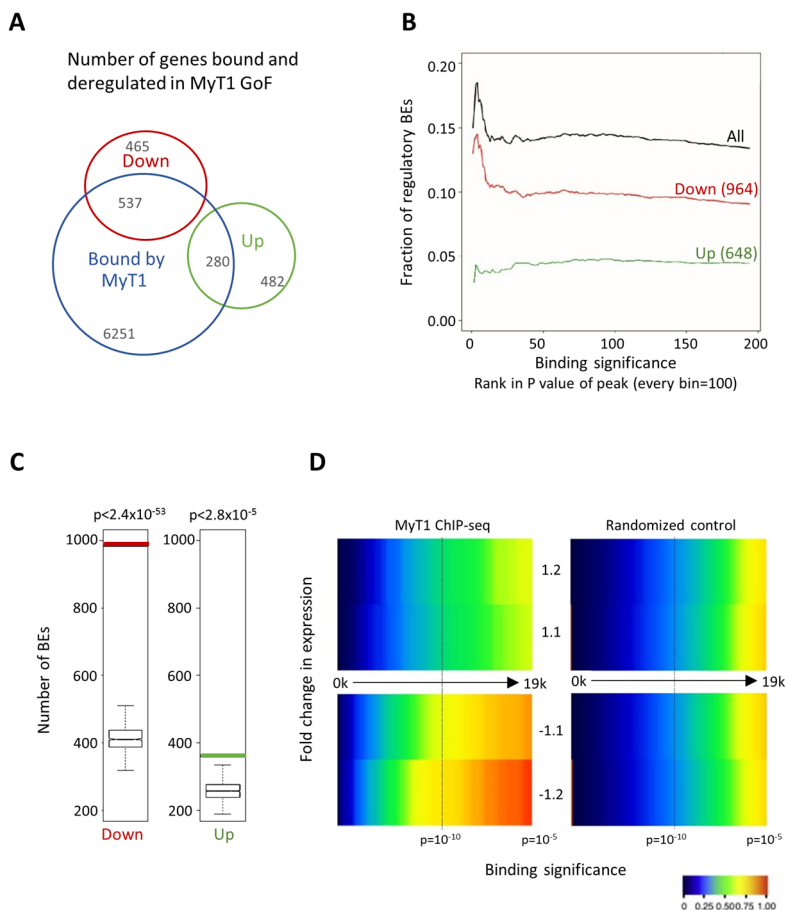 A
Number of genes bound and
deregulated in MyT1 GoF
465
Down
537
Up
Bound by
MyT1
280
482
6251
B
Fraction of regulatory BEs
0.20
0.15
0.10
0.05
0.00
All
Down (964)
Up (648)
0 50 100 150 200
Binding significance
Rank in P value of peak (every bin=100)
C
p<2.4x10-53 p<2.8x10-5
Number of BEs
1000
800
600
400
200
1000
800
600
400
200
Down
Up
D
MyT1 ChIP-seq
Randomized control
Fold change in expression
1.2
1.1
0k 19k
0k 19k
-1.1
-1.2
p=10-10 p=10-5
p=10-10 p=10-5
Binding significance
0 0.25 0.50 0.75 1.00